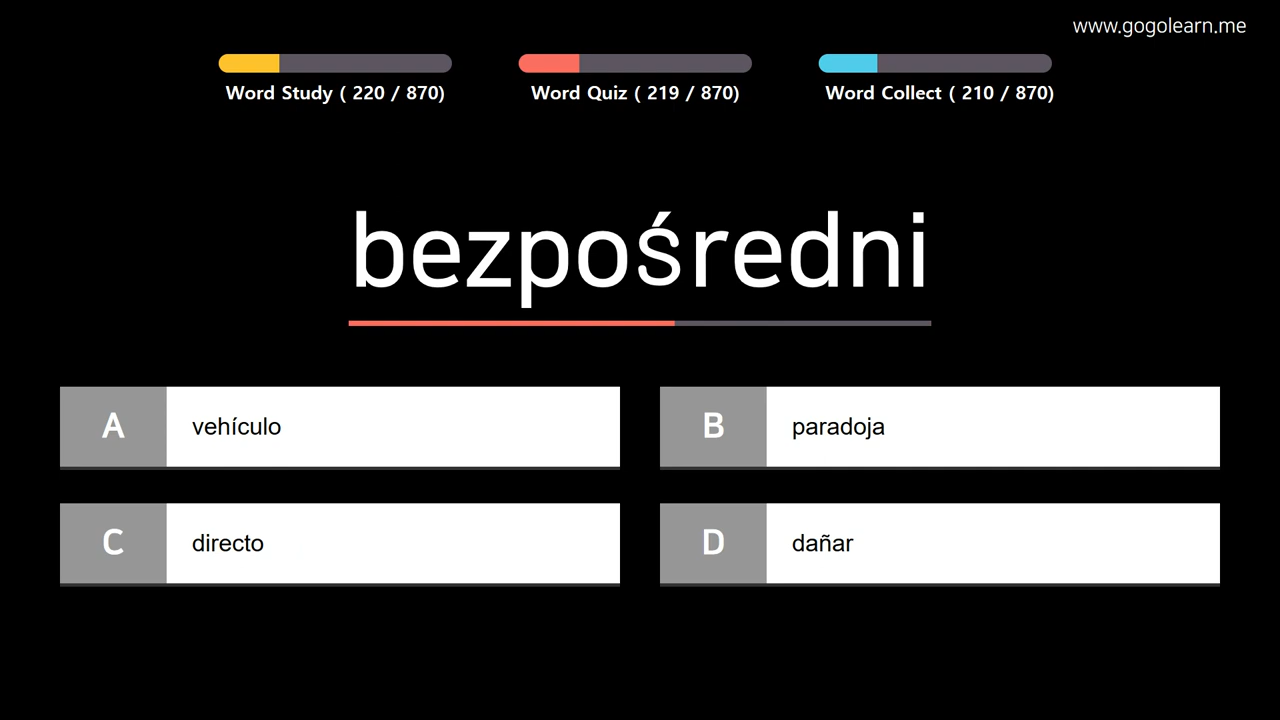 www.gogolearn.me
Word Study ( 220 / 870)
Word Quiz ( 219 / 870)
Word Collect ( 210 / 870)
bezpośredni
A vehículo
B paradoja
C directo
D dañar